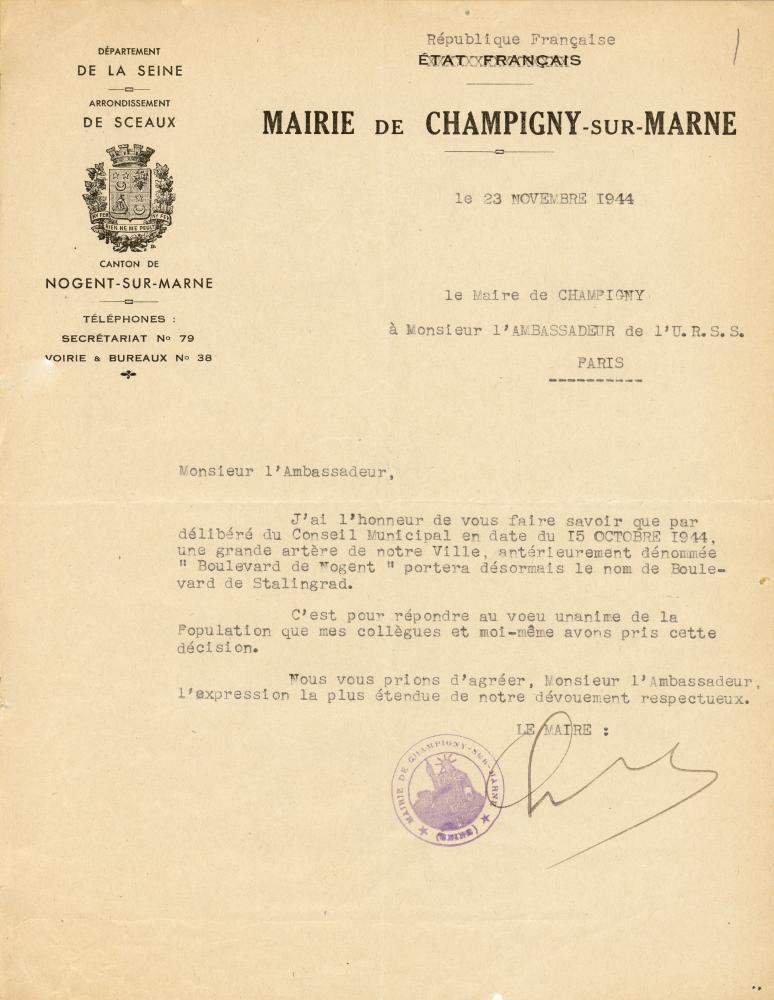 DÉPARTEMENT
DE LA SEINE
ARRONDISSEMENT
DE SCEAUX
RIEN NE ME
CANTON DE
NOGENT-SUR-MARNE
TÉLÉPHONES :
SECRÉTARIAT No 79
VOIRIE & BUREAUX No 38
République Française
ÉTAT FRANÇAIS
MAIRIE DE CHAMPIGNY-SUR-MARNE
le 23 NOVEMBRE I944
le Maire de CHAMPIGNY
à Monsieur l'AMBASSADEUR de l'U.R.S.S.
PARIS
Monsieur l'Ambassadeur,
J'ai l'honneur de vous faire savoir que par
délibéré du Conseil Municipal en date du I5 OCTOBRE I944,
une grande artère de notre Ville, antérieurement dénommée
" Boulevard de Nogent " portera désormais le nom de Boule-
vard de Stalingrad.
C'est pour répondre au voeu unanime de la
Population que mes collègues et moi-même avons pris cette
décision.
Nous vous prions d'agréer, Monsieur l'Ambassadeur,
l'expression la plus étendue de notre dévouement respectueux.
LE MAIRE :
MAIRIE DE CHAMPIGNY-SUR-MARNE
(SEINE)